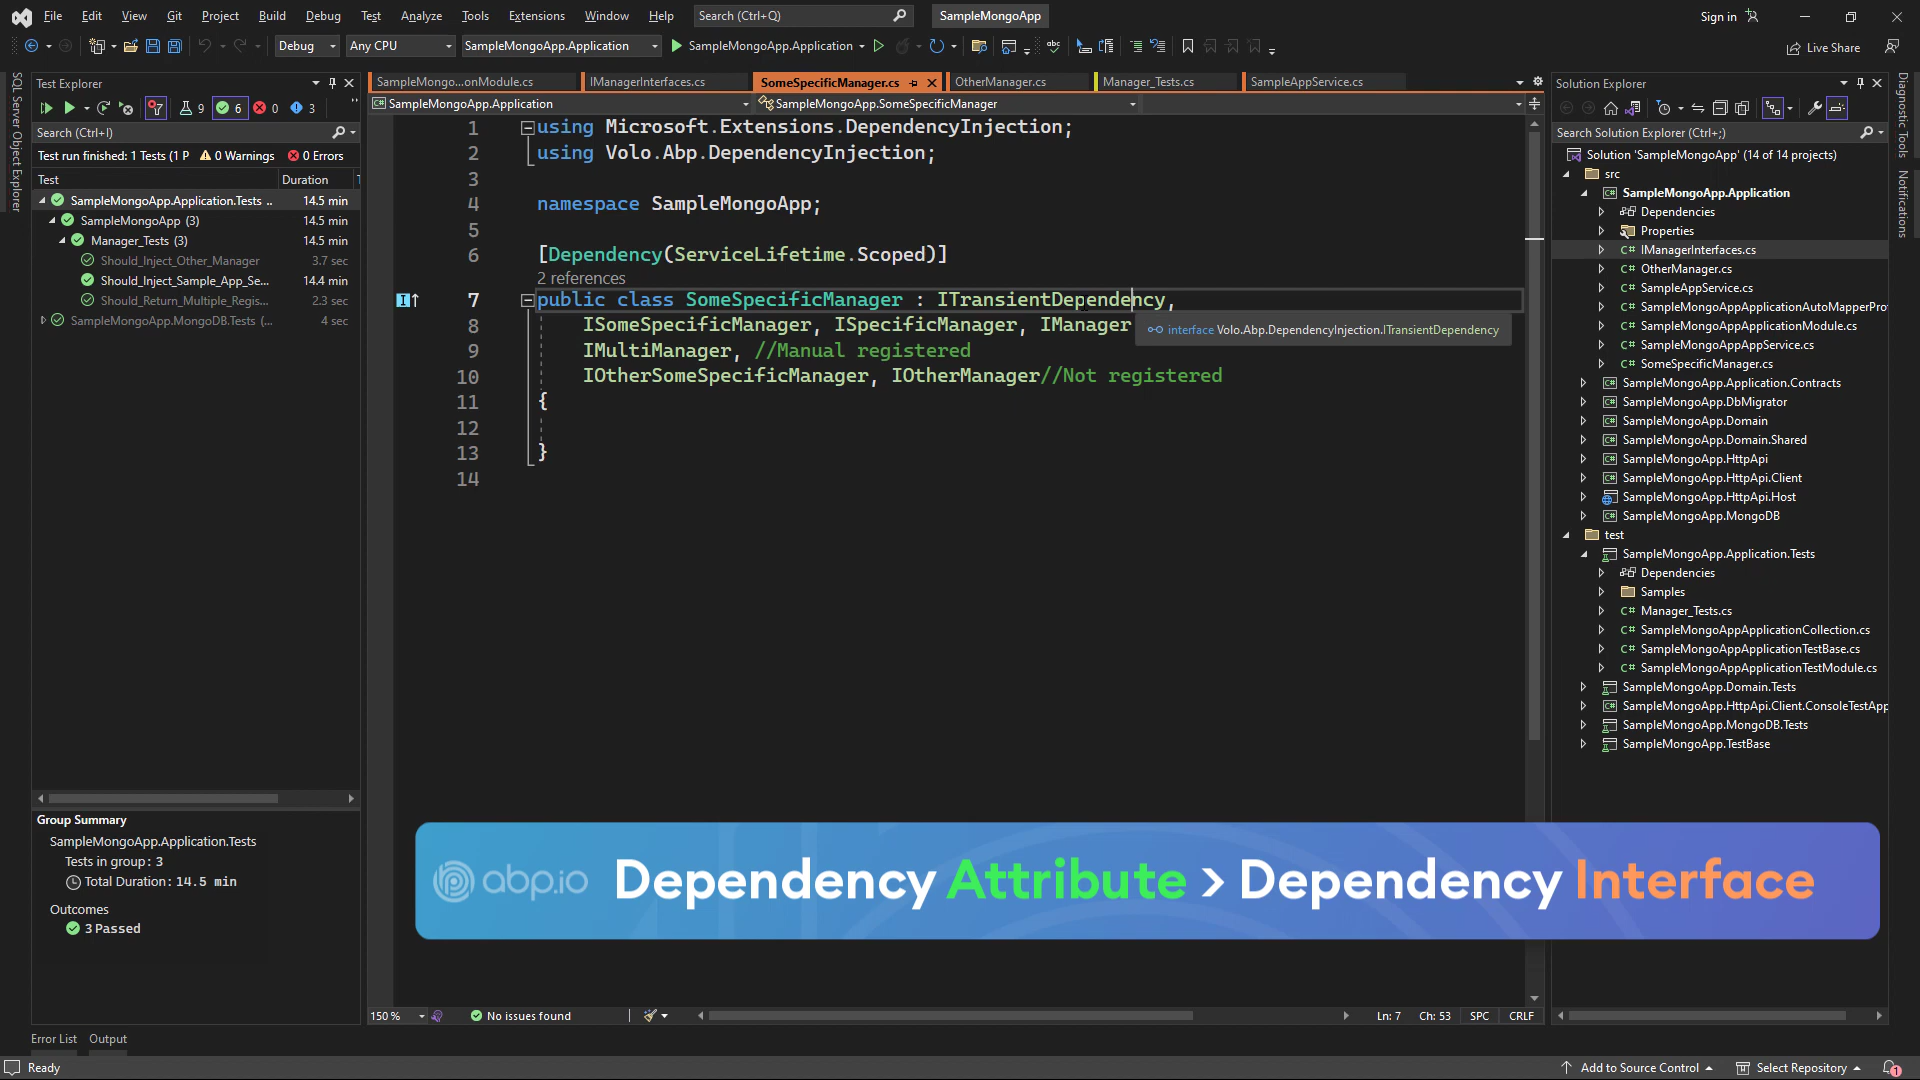 File Edit View Git Project Build Debug Test Analyze Tools Extensions Window Help Search (Ctrl+Q) SampleMongoApp Sign in
Debug Any CPU SampleMongoApp.Application SampleMongoApp.Application Live Share
SQL Server Object Explorer
Test Explorer
9 6 0 3
Search (Ctrl+I)
Test run finished: 1 Tests (1 P 0 Warnings 0 Errors
Test Duration
SampleMongoApp.Application.Tests .. 14.5 min
SampleMongoApp (3) 14.5 min
Manager_Tests (3) 14.5 min
Should_Inject_Other_Manager 3.7 sec
Should_Inject_Sample_App_Se... 14.4 min
Should_Return_Multiple_Regis... 2.3 sec
SampleMongoApp.MongoDB.Tests (... 4 sec
Group Summary
SampleMongoApp.Application.Tests
Tests in group: 3
Total Duration: 14.5 min
Outcomes
3 Passed
SampleMongo...onModule.cs IManagerInterfaces.cs SomeSpecificManager.cs OtherManager.cs Manager_Tests.cs SampleAppService.cs
SampleMongoApp.Application SampleMongoApp.SomeSpecificManager
1 using Microsoft.Extensions.DependencyInjection;
2 using Volo.Abp.DependencyInjection;
3
4 namespace SampleMongoApp;
5
6 [Dependency(ServiceLifetime.Scoped)]
2 references
7 public class SomeSpecificManager : ITransientDependency,
8 ISomeSpecificManager, ISpecificManager, IManager
interface Volo.Abp.DependencyInjection.ITransientDependency
9 IMultiManager, //Manual registered
10 IOtherSomeSpecificManager, IOtherManager//Not registered
11 {
12
13 }
14
abp.io Dependency Attribute > Dependency Interface
150 % No issues found Ln: 7 Ch: 53 SPC CRLF
Solution Explorer
Search Solution Explorer (Ctrl+;)
Solution 'SampleMongoApp' (14 of 14 projects)
src
SampleMongoApp.Application
Dependencies
Properties
C# IManagerInterfaces.cs
C# OtherManager.cs
C# SampleAppService.cs
C# SampleMongoAppApplicationAutoMapperPro
C# SampleMongoAppApplicationModule.cs
C# SampleMongoAppAppService.cs
C# SomeSpecificManager.cs
SampleMongoApp.Application.Contracts
SampleMongoApp.DbMigrator
SampleMongoApp.Domain
SampleMongoApp.Domain.Shared
SampleMongoApp.HttpApi
SampleMongoApp.HttpApi.Client
SampleMongoApp.HttpApi.Host
SampleMongoApp.MongoDB
test
SampleMongoApp.Application.Tests
Dependencies
Samples
C# Manager_Tests.cs
C# SampleMongoAppApplicationCollection.cs
C# SampleMongoAppApplicationTestBase.cs
C# SampleMongoAppApplicationTestModule.cs
SampleMongoApp.Domain.Tests
SampleMongoApp.HttpApi.Client.ConsoleTestApp
SampleMongoApp.MongoDB.Tests
SampleMongoApp.TestBase
Diagnostic Tools
Notifications
Error List Output
Ready Add to Source Control Select Repository 1